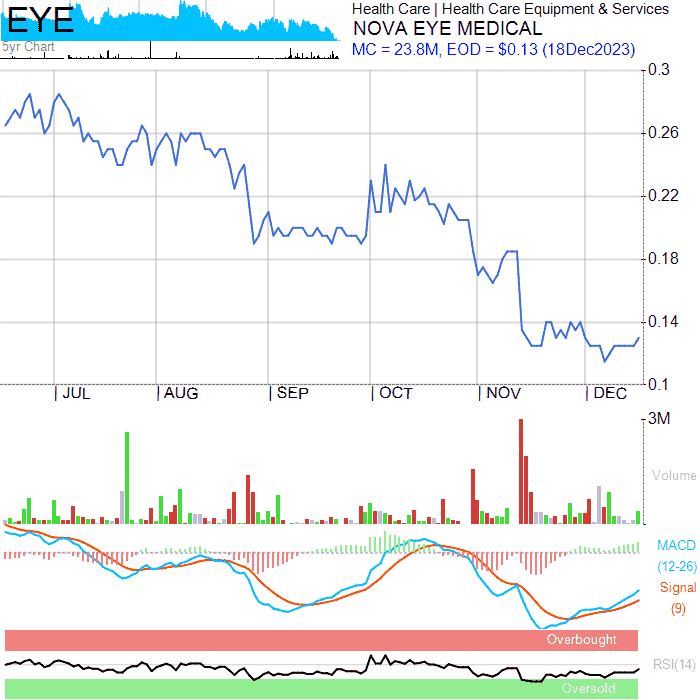 EYE
5yr Chart
Health Care | Health Care Equipment & Services
NOVA EYE MEDICAL
MC = 23.8M, EOD = $0.13 (18Dec2023)
0.3
0.26
0.22
0.18
0.14
0.1
JUL AUG SEP OCT NOV DEC
3M
Volume
MACD
(12-26)
Signal
(9)
Overbought
RSI(14)
Oversold